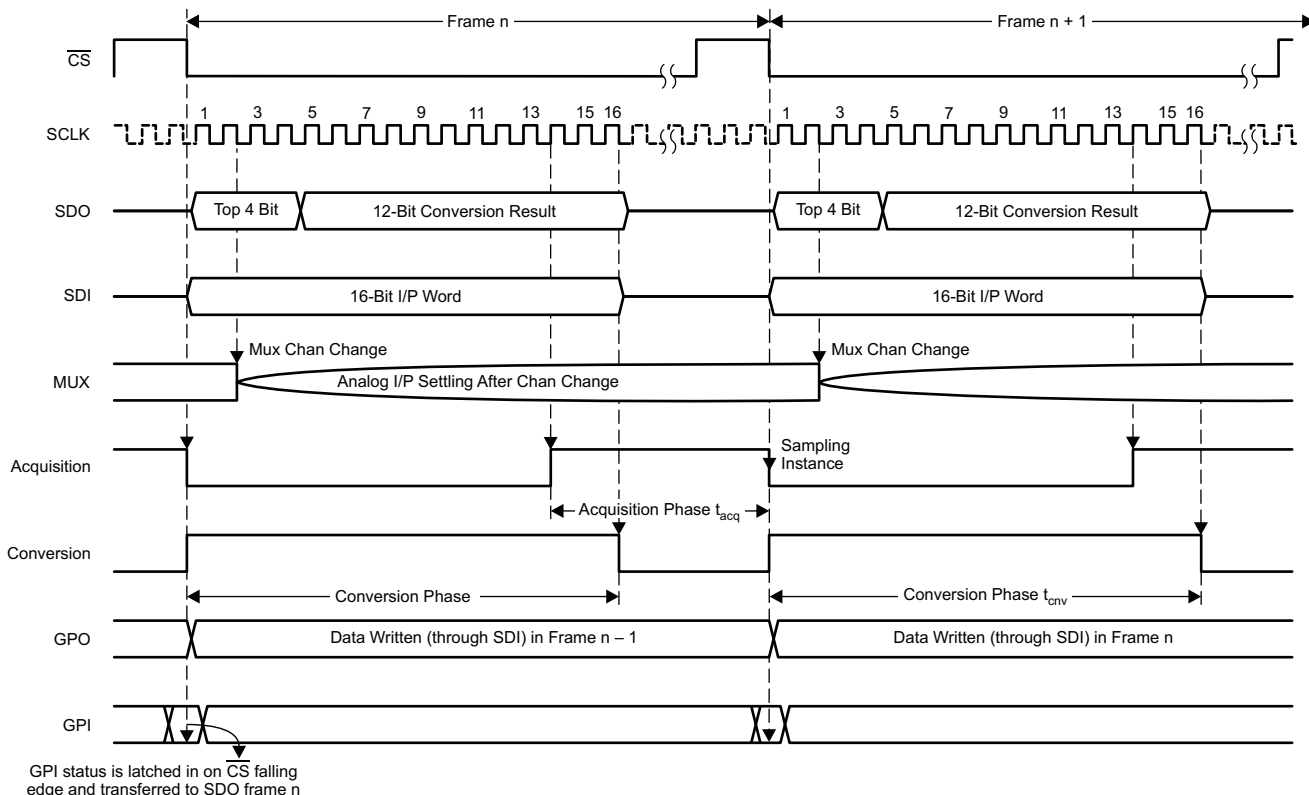 Frame n
Frame n + 1
CS
1 3 5 7 9 11 13 15 16 1 3 5 7 9 11 13 15 16
SCLK
SDO
Top 4 Bit
12-Bit Conversion Result
Top 4 Bit
12-Bit Conversion Result
SDI
16-Bit I/P Word
16-Bit I/P Word
Mux Chan Change
Mux Chan Change
MUX
Analog I/P Settling After Chan Change
Acquisition
Sampling
Instance
Acquisition Phase tacq
Conversion
Conversion Phase
Conversion Phase tcnv
GPO
Data Written (through SDI) in Frame n – 1
Data Written (through SDI) in Frame n
GPI
GPI status is latched in on CS falling
edge and transferred to SDO frame n